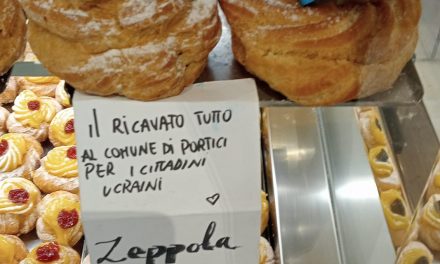 il RICAVATO TUTTO
AL COMUNE DI PORTICI
PER I CITTADINI
UCRAINI
Zeppola